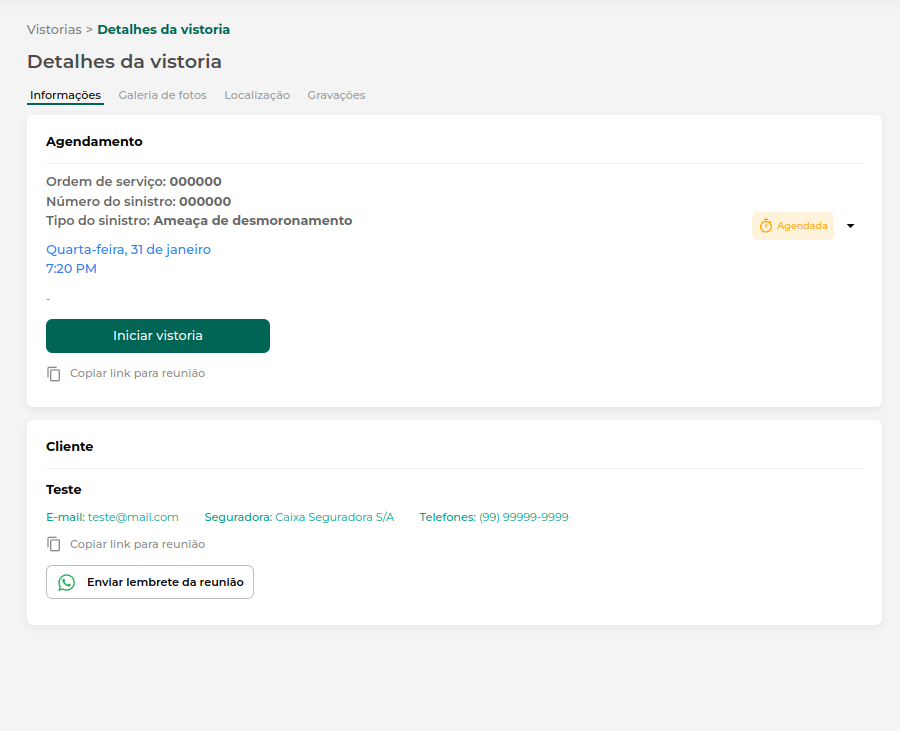 Vistorias > Detalhes da vistoria
Detalhes da vistoria
Informações Galeria de fotos Localização Gravações
Agendamento
Ordem de serviço: 000000
Número do sinistro: 000000
Tipo do sinistro: Ameaça de desmoronamento
Agendada
Quarta-feira, 31 de janeiro
7:20 PM
-
Iniciar vistoria
Copiar link para reunião
Cliente
Teste
E-mail: teste@mail.com Seguradora: Caixa Seguradora S/A Telefones: (99) 99999-9999
Copiar link para reunião
Enviar lembrete da reunião